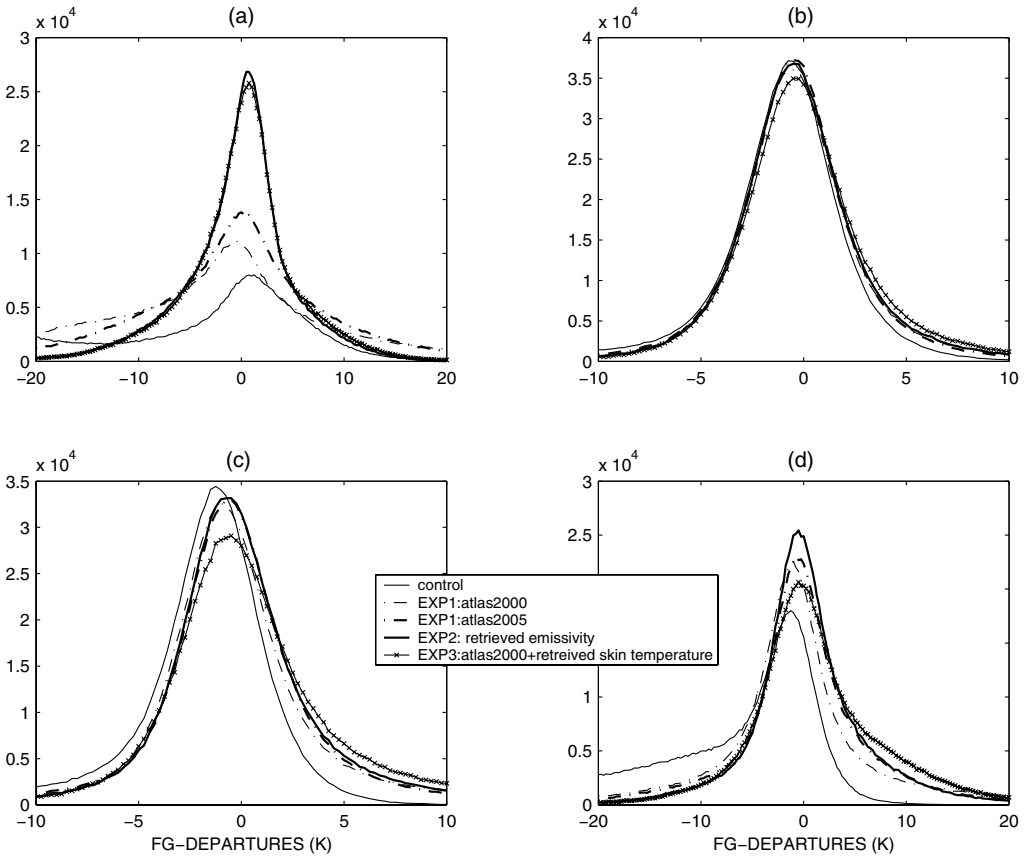 (a)
x 10^4
3
2.5
2
1.5
1
0.5
0
−20 −10 0 10 20
(b)
x 10^4
4
3.5
3
2.5
2
1.5
1
0.5
0
−10 −5 0 5 10
FG−DEPARTURES (K)
(c)
x 10^4
3.5
3
2.5
2
1.5
1
0.5
0
−10 −5 0 5 10
FG−DEPARTURES (K)
(d)
x 10^4
3
2.5
1
0.5
0
−20 −10 0 10 20
FG−DEPARTURES (K)
control
EXP1:atlas2000
EXP1:atlas2005
EXP2: retrieved emissivity
EXP3:atlas2000+retreived skin temperature